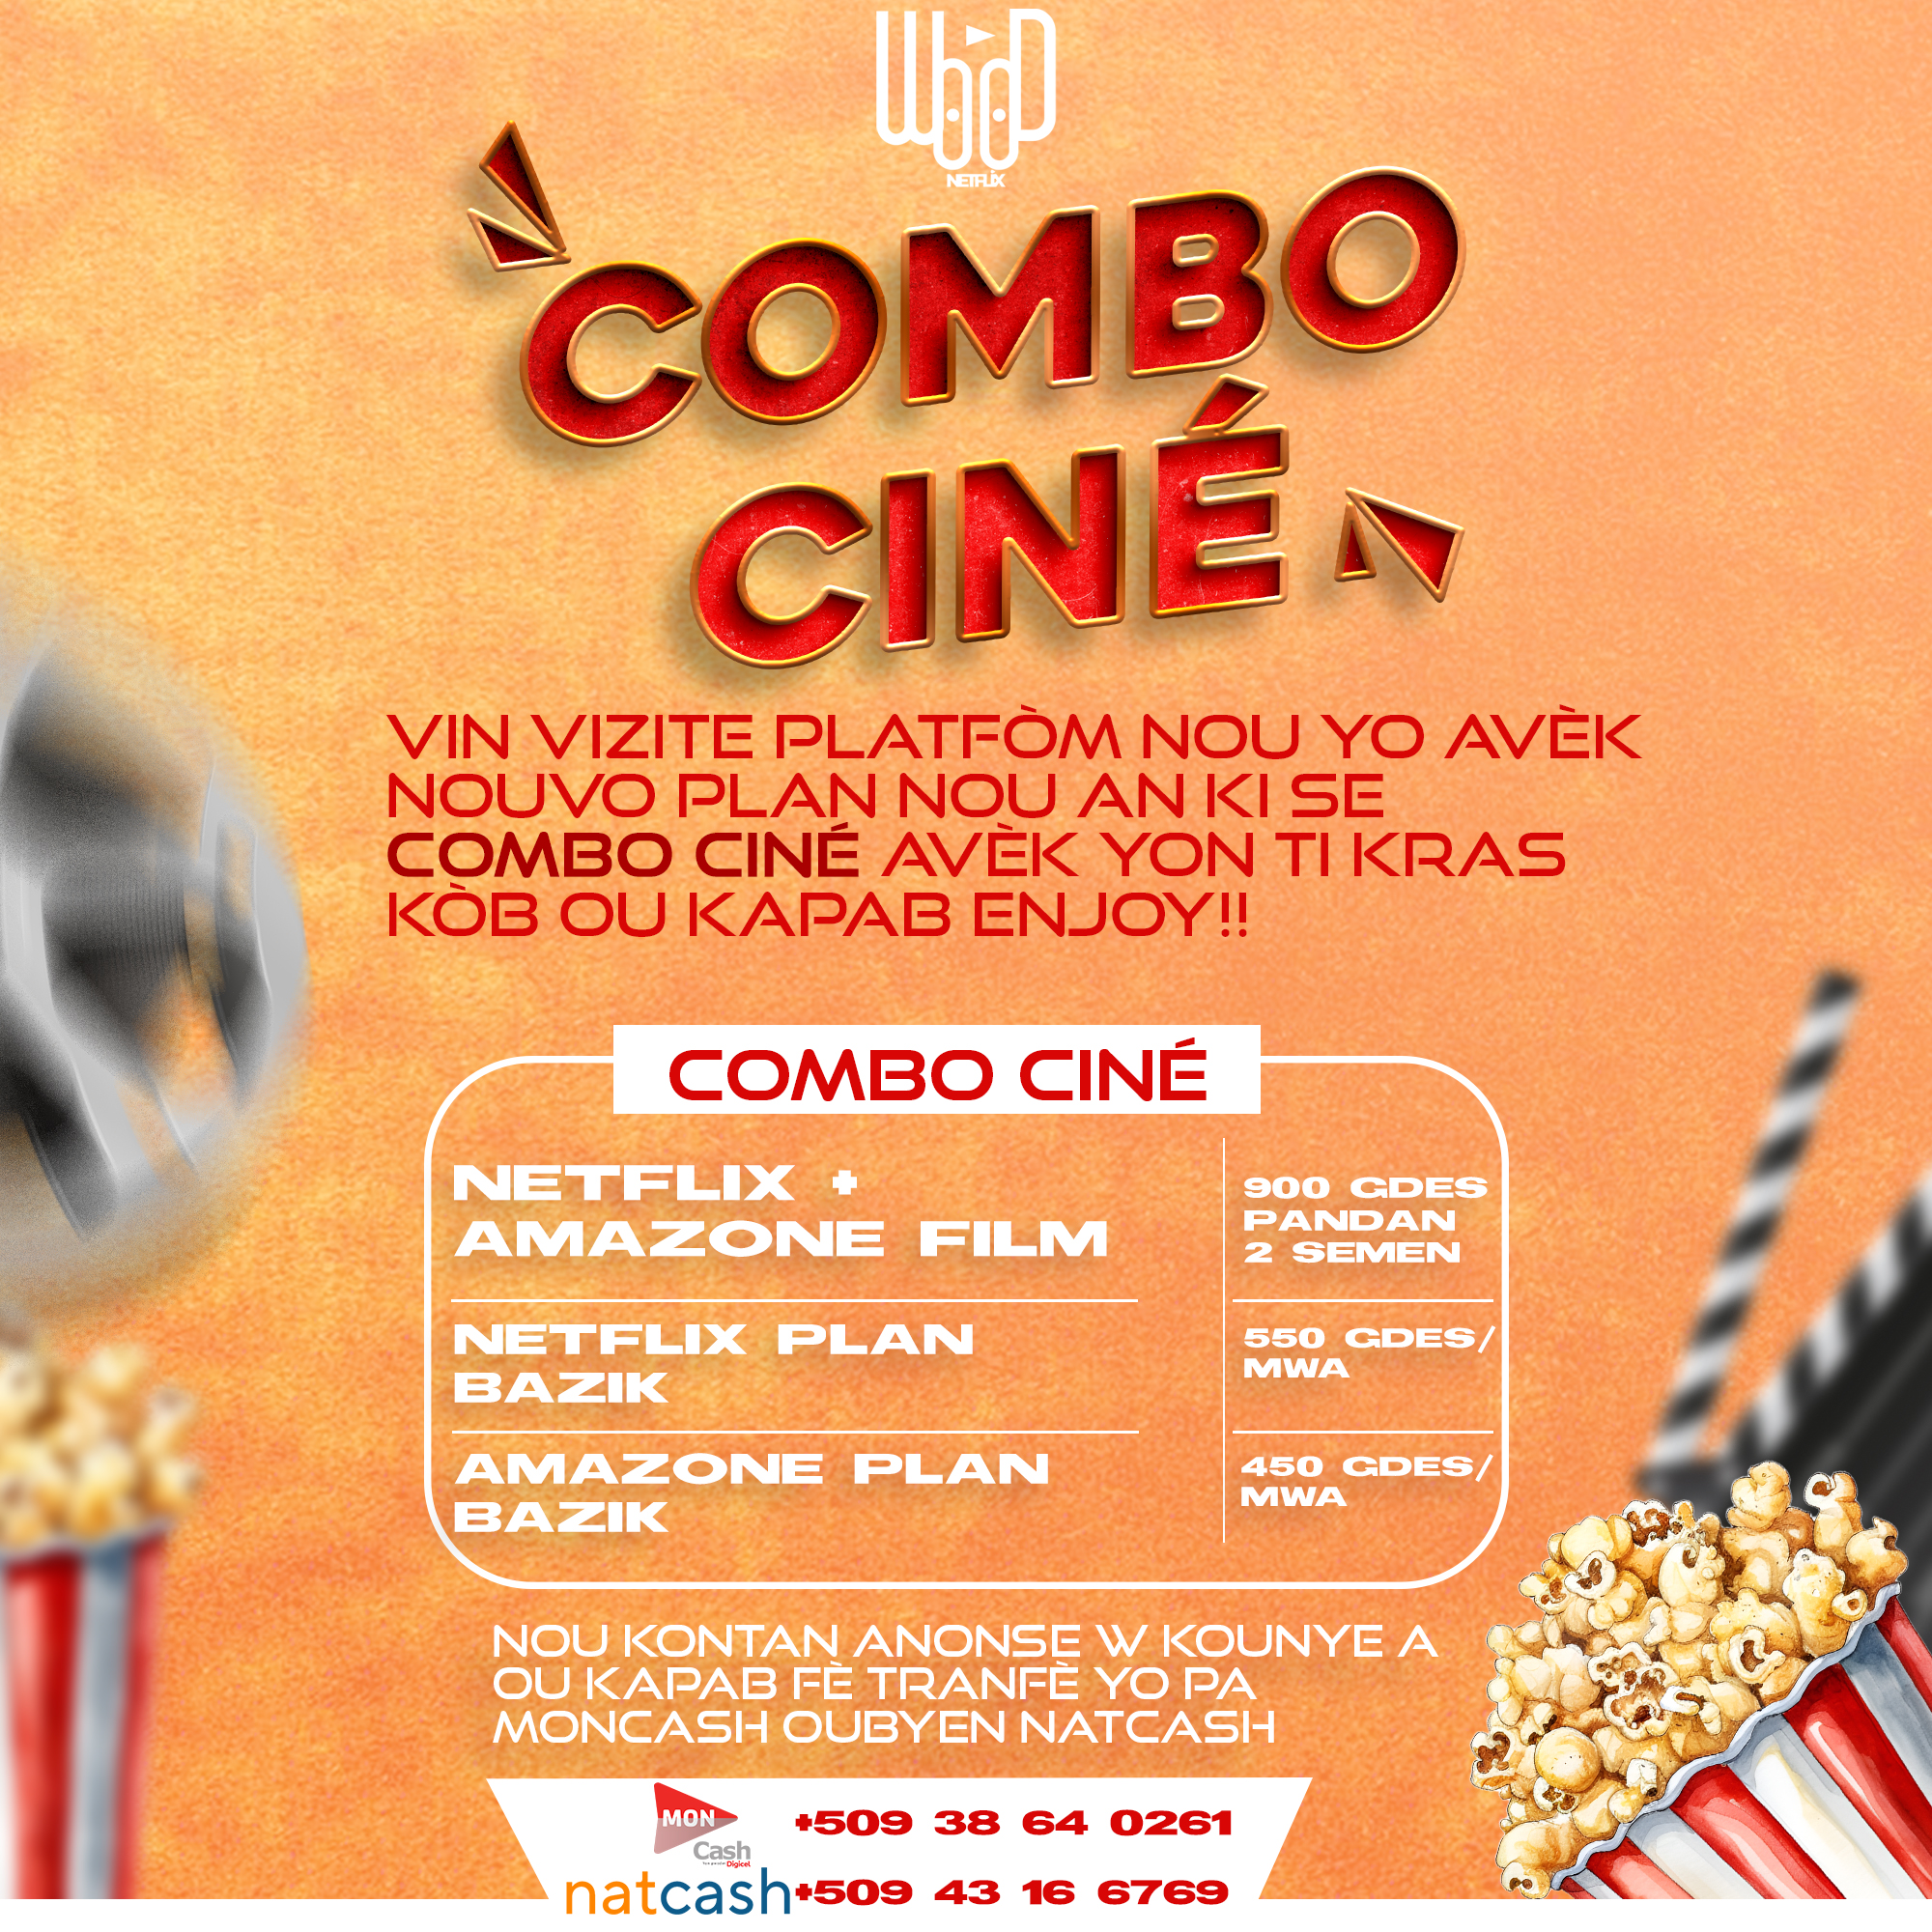 WOOD
NETFLIX
COMBO
CINÉ
VIN VIZITE PLATFÒM NOU YO AVÈK
NOUVO PLAN NOU AN KI SE
COMBO CINÉ AVÈK YON TI KRAS
KÒB OU KAPAB ENJOY!!
COMBO CINÉ
NETFLIX +
AMAZONE FILM
900 GDES
PANDAN
2 SEMEN
NETFLIX PLAN
BAZIK
550 GDES/
MWA
AMAZONE PLAN
BAZIK
450 GDES/
MWA
NOU KONTAN ANONSE W KOUNYE A
OU KAPAB FÈ TRANFÈ YO PA
MONCASH OUBYEN NATCASH
MON
Cash
Digicel
+509 38 64 0261
natcash
+509 43 16 6769